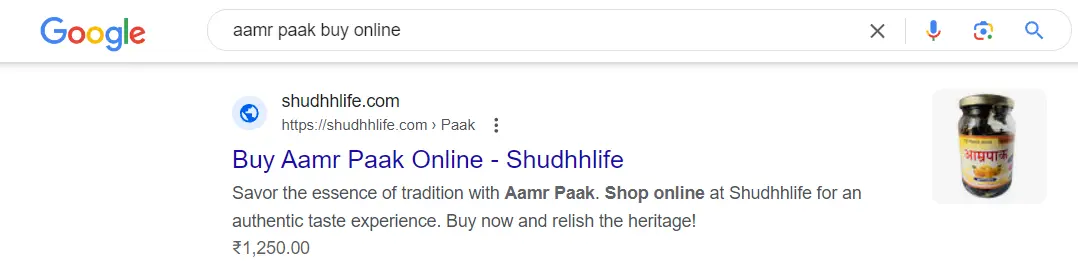 Google
aamr paak buy online
shudhhlife.com
https://shudhhlife.com › Paak
Buy Aamr Paak Online - Shudhhlife
Savor the essence of tradition with Aamr Paak. Shop online at Shudhhlife for an
authentic taste experience. Buy now and relish the heritage!
₹1,250.00
आम्रपाक